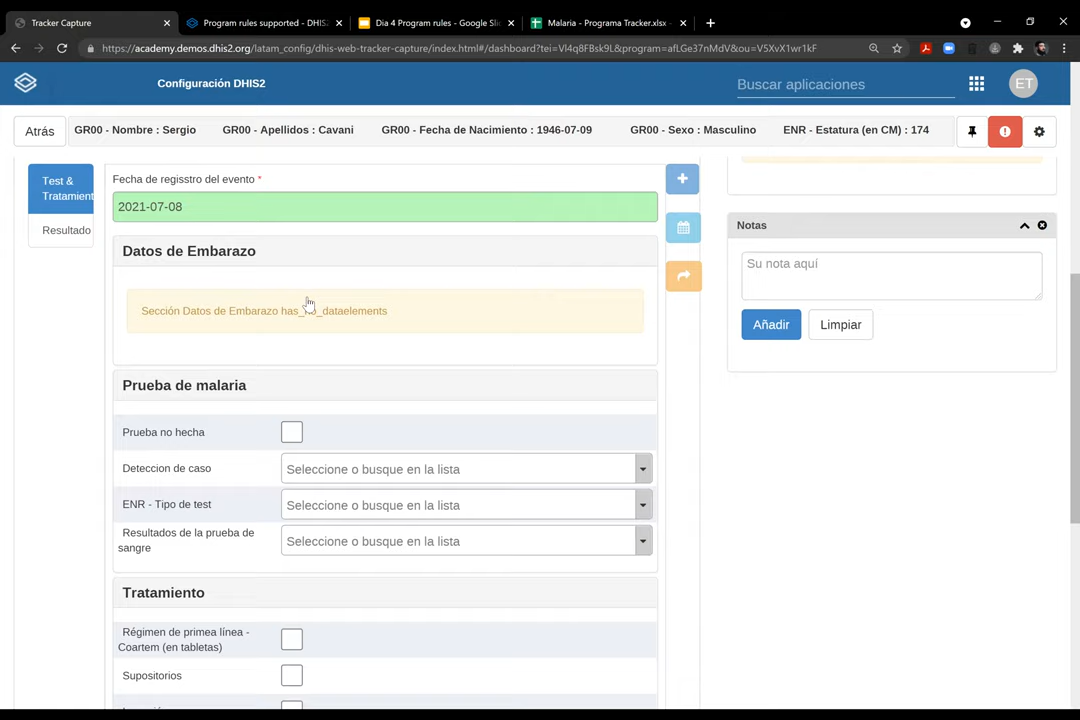 Tracker Capture
Program rules supported - DHIS
Dia 4 Program rules - Google Sli
Malaria - Programa Tracker.xlsx -
https://academy.demos.dhis2.org/latam_config/dhis-web-tracker-capture/index.html#/dashboard?tei=Vl4q8FBsk9L&program=afLGe37nMdV&ou=V5XvX1wr1kF
Configuración DHIS2
Buscar aplicaciones
ET
Atrás
GR00 - Nombre : Sergio
GR00 - Apellidos : Cavani
GR00 - Fecha de Nacimiento : 1946-07-09
GR00 - Sexo : Masculino
ENR - Estatura (en CM) : 174
Test &
Tratamient
Resultado
Fecha de regisstro del evento *
2021-07-08
Datos de Embarazo
Sección Datos de Embarazo has_no_dataelements
Prueba de malaria
Prueba no hecha
Deteccion de caso
Seleccione o busque en la lista
ENR - Tipo de test
Seleccione o busque en la lista
Resultados de la prueba de
sangre
Seleccione o busque en la lista
Tratamiento
Régimen de primea línea -
Coartem (en tabletas)
Supositorios
Notas
Su nota aquí
Añadir
Limpiar